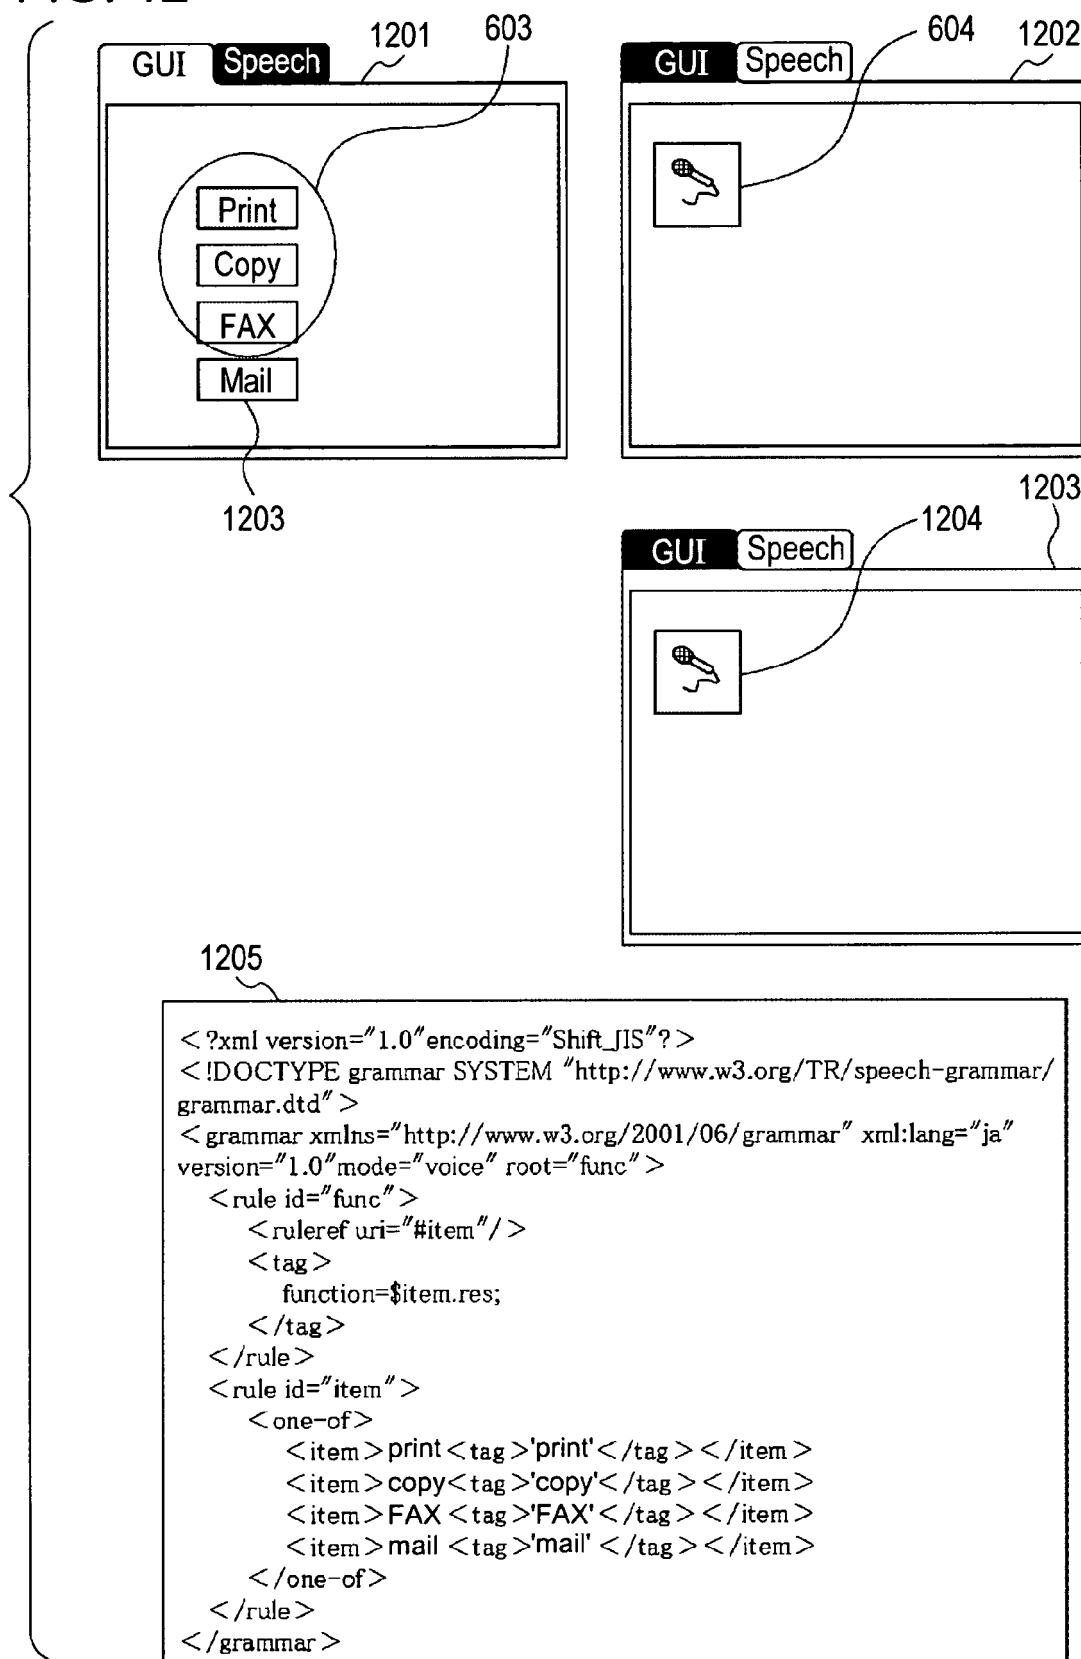 1201
603
604
1202
GUI Speech
GUI Speech
Print
Copy
FAX
Mail
1203
1203
1204
GUI Speech
1205
<?xml version="1.0"encoding="Shift_JIS"?>
<!DOCTYPE grammar SYSTEM "http://www.w3.org/TR/speech-grammar/
grammar.dtd">
<grammar xmlns="http://www.w3.org/2001/06/grammar" xml:lang="ja"
version="1.0"mode="voice" root="func">
<rule id="func">
<ruleref uri="#item"/>
<tag>
function=$item.res;
</tag>
</rule>
<rule id="item">
<one-of>
<item>print<tag>'print'</tag></item>
<item>copy<tag>'copy'</tag></item>
<item>FAX <tag>'FAX'</tag></item>
<item>mail <tag>'mail' </tag></item>
</one-of>
</rule>
</grammar>